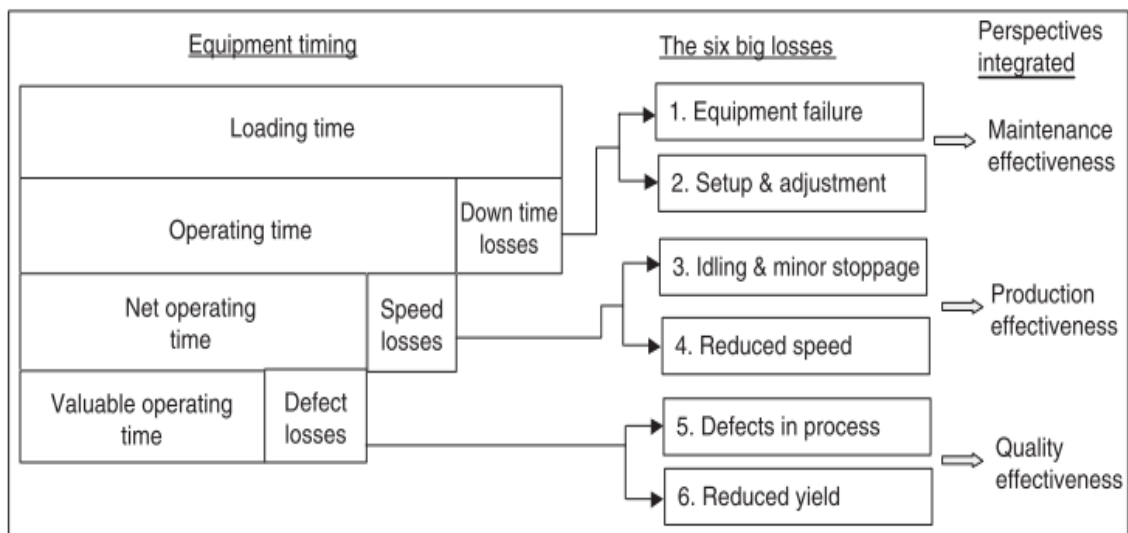 Equipment timing
The six big losses
Perspectives
integrated
Loading time
Operating time
Down time
losses
Net operating
time
Speed
losses
Valuable operating
time
Defect
losses
1. Equipment failure
2. Setup & adjustment
3. Idling & minor stoppage
4. Reduced speed
5. Defects in process
6. Reduced yield
Maintenance
effectiveness
Production
effectiveness
Quality
effectiveness